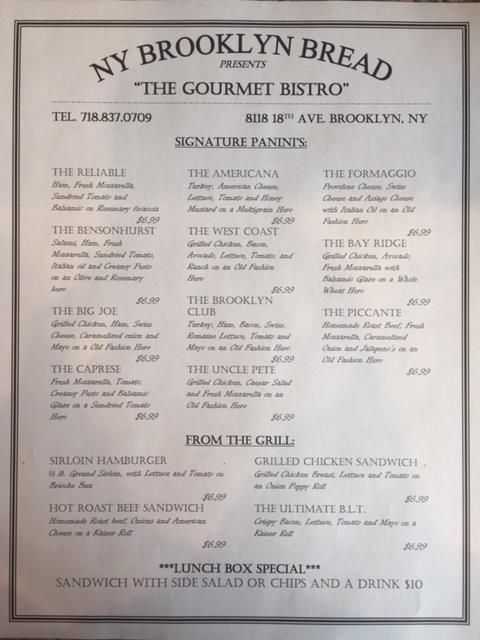 NY BROOKLYN BREAD
PRESENTS
"THE GOURMET BISTRO"
TEL. 718.837.0709 8118 18TH AVE. BROOKLYN, NY
SIGNATURE PANINI'S:
THE RELIABLE
Ham, Fresh Mozzarella,
Sundried Tomato and
Balsamic on Rosemary focaccia
$6.99
THE BENSONHURST
Salami, Ham, Fresh
Mozzarella, Sundried Tomato,
Italian oil and Creamy Pesto
on an Olive and Rosemary
hero
$6.99
THE BIG JOE
Grilled Chicken, Ham, Swiss
Cheese, Caramelized onion and
Mayo on a Old Fashion Hero
$6.99
THE CAPRESE
Fresh Mozzarella, Tomato,
Creamy Pesto and Balsamic
Glaze on a Sundried Tomato
Hero $6.99
THE AMERICANA
Turkey, American Cheese,
Lettuce, Tomato and Honey
Mustard on a Multigrain Hero
$6.99
THE WEST COAST
Grilled Chicken, Bacon,
Avocado, Lettuce, Tomato, and
Ranch on an Old Fashion
Hero
$6.99
THE BROOKLYN
CLUB
Turkey, Ham, Bacon, Swiss,
Romaine Lettuce, Tomato and
Mayo on an Old Fashion Hero
$6.99
THE UNCLE PETE
Grilled Chicken, Caesar Salad
and Fresh Mozzarella on an
Old Fashion Hero
$6.99
THE FORMAGGIO
Provolone Cheese, Swiss
Cheese and Asiago Cheese
with Italian Oil on an Old
Fashion Hero
$6.99
THE BAY RIDGE
Grilled Chicken, Avocado,
Fresh Mozzarella with
Balsamic Glaze on a Whole
Wheat Hero
$6.99
THE PICCANTE
Homemade Roast Beef, Fresh
Mozzarella, Caramelized
Onion and Jalapeno's on an
Old Fashion Hero
$6.99
FROM THE GRILL:
SIRLOIN HAMBURGER
½ lb. Ground Sirloin, with Lettuce and Tomato on
Brioche Bun
$6.99
HOT ROAST BEEF SANDWICH
Homemade Roast beef, Onions and American
Cheese on a Kaiser Roll
$6.99
GRILLED CHICKEN SANDWICH
Grilled Chicken Breast, Lettuce and Tomato on
an Onion Poppy Roll
$6.99
THE ULTIMATE B.L.T.
Crispy Bacon, Lettuce, Tomato and Mayo on a
Kaiser Roll
$6.99
***LUNCH BOX SPECIAL***
SANDWICH WITH SIDE SALAD OR CHIPS AND A DRINK $10